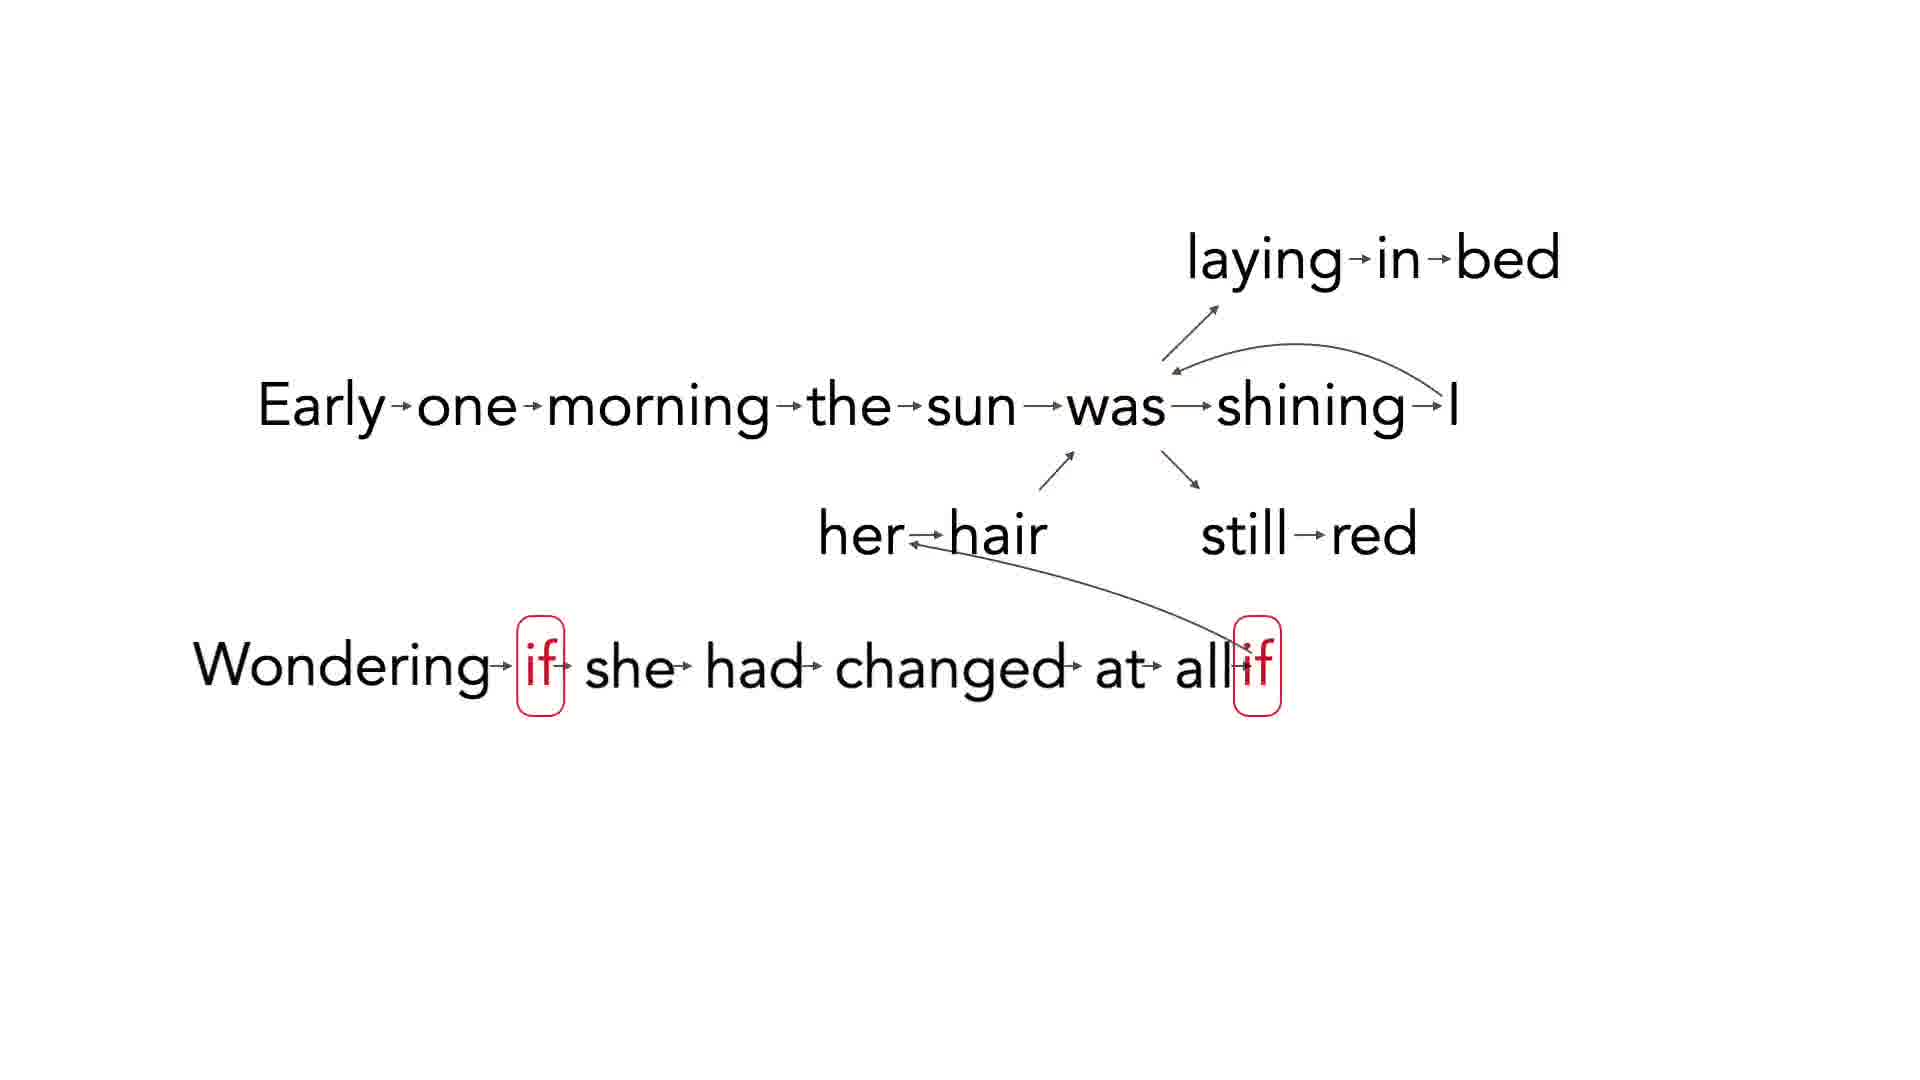 laying in bed
Early one morning the sun was shining I
her hair still red
Wondering if she had changed at all if